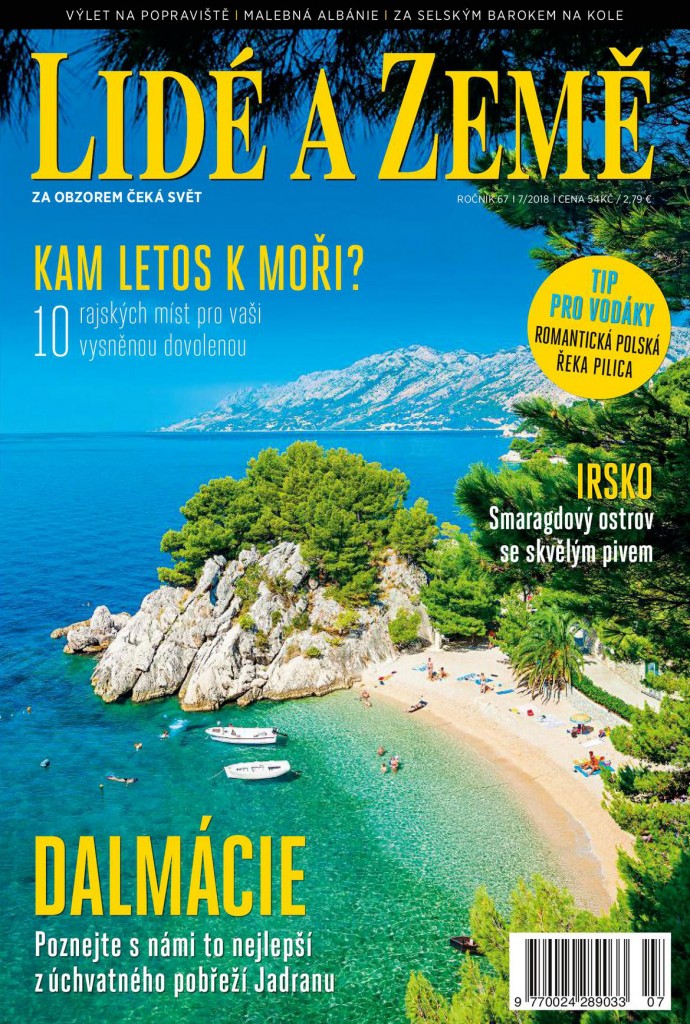 VÝLET NA POPRAVIŠTĚ | MALEBNÁ ALBÁNIE | ZA SELSKÝM BAROKEM NA KOLE
LIDÉ A ZEMĚ
ZA OBZOREM ČEKÁ SVĚT
ROČNÍK 67 | 7/2018 | CENA 54KČ / 2,79 €
KAM LETOS K MOŘI?
10 rajských míst pro vaši
vysněnou dovolenou
TIP
PRO VODÁKY
ROMANTICKÁ POLSKÁ
ŘEKA PILICA
IRSKO
Smaragdový ostrov
se skvělým pivem
DALMÁCIE
Poznejte s námi to nejlepší
z úchvatného pobřeží Jadranu
9 770024 289033 07